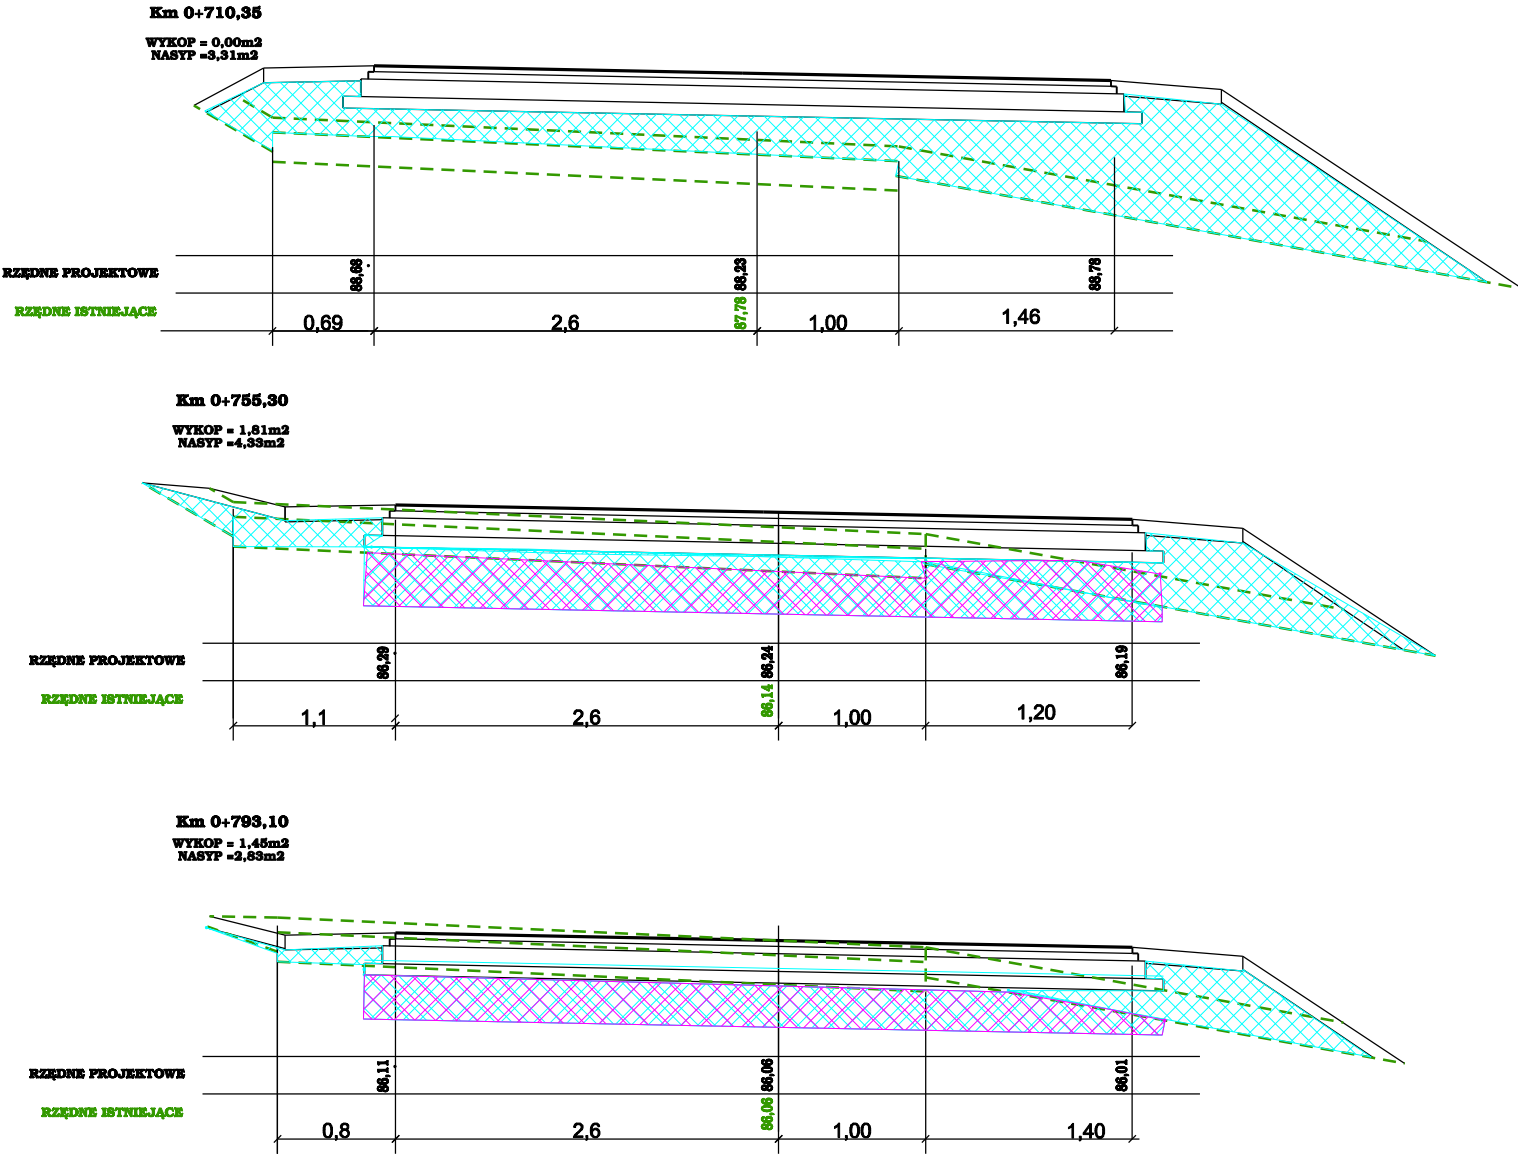 Km 0+710,35
WYKOP = 0,00m2
NASYP =3,31m2
RZĘDNE PROJEKTOWE
88,68 88,23 88,78
RZĘDNE ISTNIEJĄCE
87,78
0,69 2,6 1,00 1,46
Km 0+755,30
WYKOP = 1,81m2
NASYP =4,33m2
RZĘDNE PROJEKTOWE
86,29 86,24 86,19
RZĘDNE ISTNIEJĄCE
86,14
1,1 2,6 1,00 1,20
Km 0+793,10
WYKOP = 1,45m2
NASYP =2,83m2
RZĘDNE PROJEKTOWE
86,11 86,06 86,01
RZĘDNE ISTNIEJĄCE
86,06
0,8 2,6 1,00 1,40